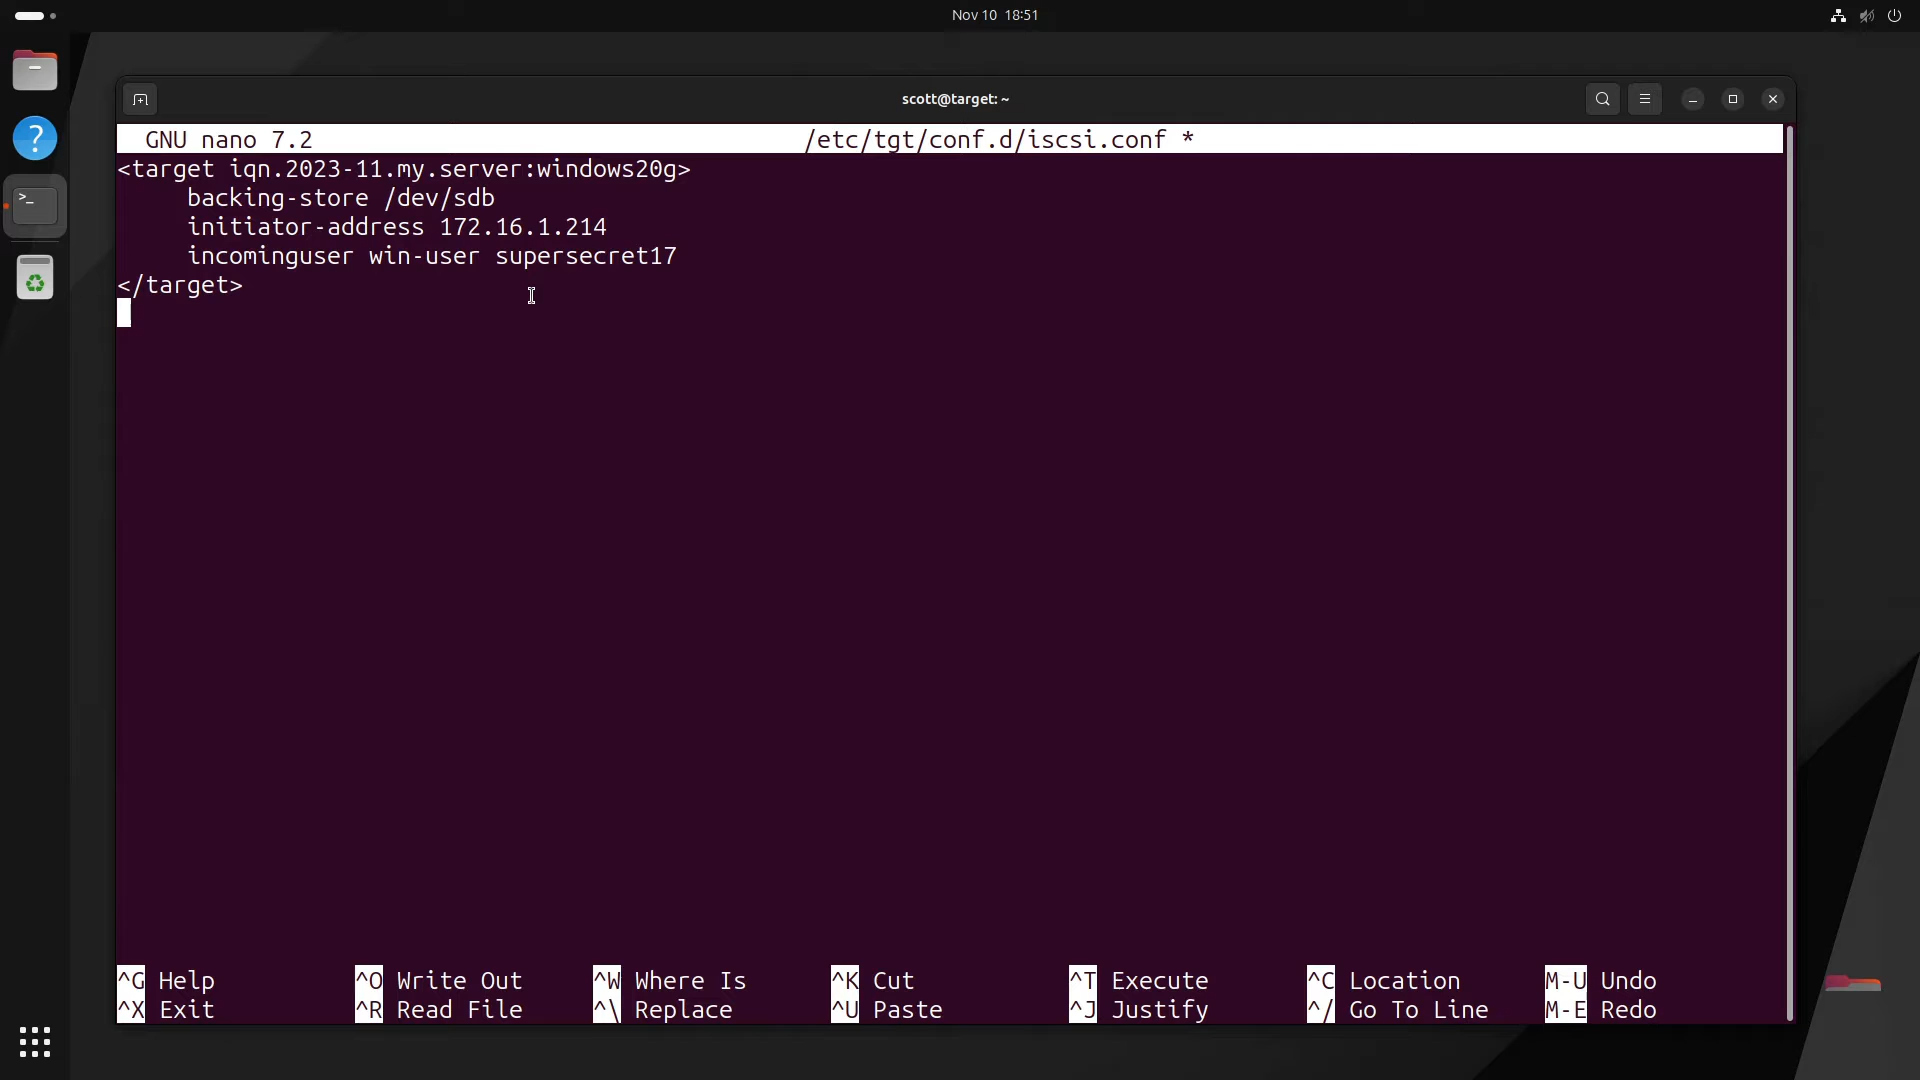 Nov 10 18:51
scott@target: ~
GNU nano 7.2 /etc/tgt/conf.d/iscsi.conf *
<target iqn.2023-11.my.server:windows20g>
backing-store /dev/sdb
initiator-address 172.16.1.214
incominguser win-user supersecret17
</target>
^G Help ^O Write Out ^W Where Is ^K Cut ^T Execute ^C Location M-U Undo
^X Exit ^R Read File ^\ Replace ^U Paste ^J Justify ^/ Go To Line M-E Redo